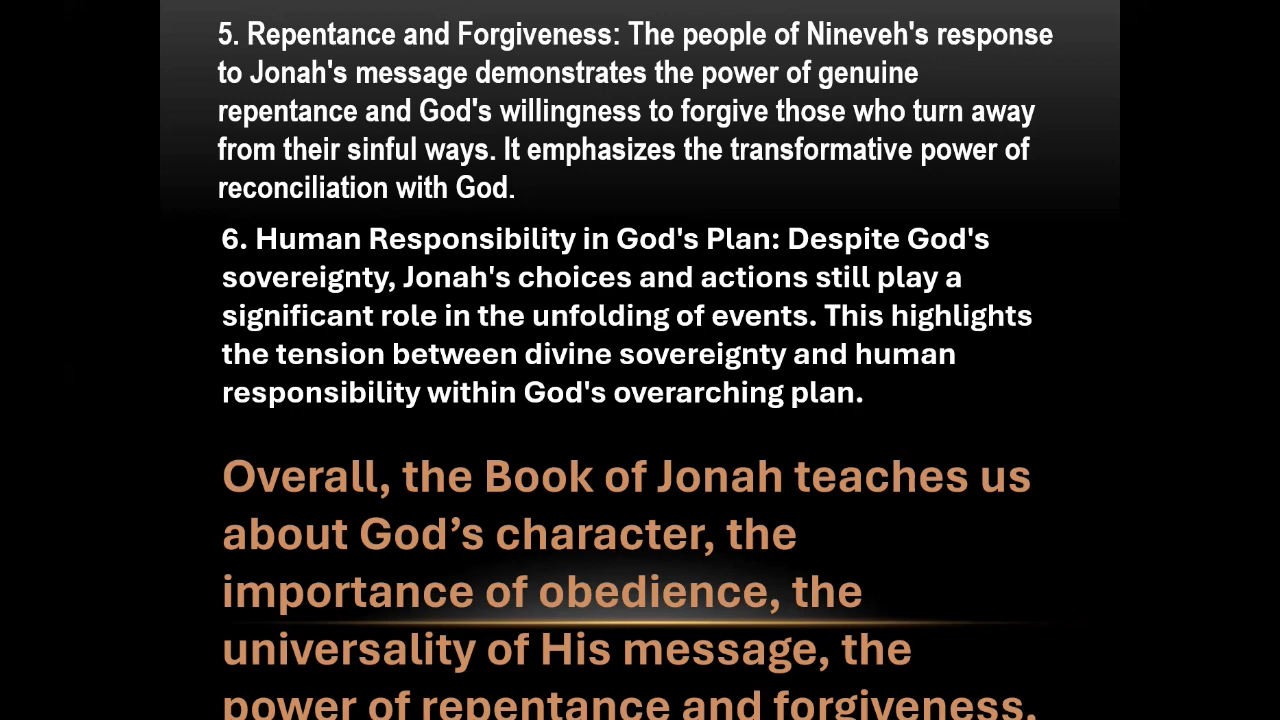 5. Repentance and Forgiveness: The people of Nineveh's response
to Jonah's message demonstrates the power of genuine
repentance and God's willingness to forgive those who turn away
from their sinful ways. It emphasizes the transformative power of
reconciliation with God.
6. Human Responsibility in God's Plan: Despite God's
sovereignty, Jonah's choices and actions still play a
significant role in the unfolding of events. This highlights
the tension between divine sovereignty and human
responsibility within God's overarching plan.
Overall, the Book of Jonah teaches us
about God’s character, the
importance of obedience, the
universality of His message, the
power of repentance and forgiveness,